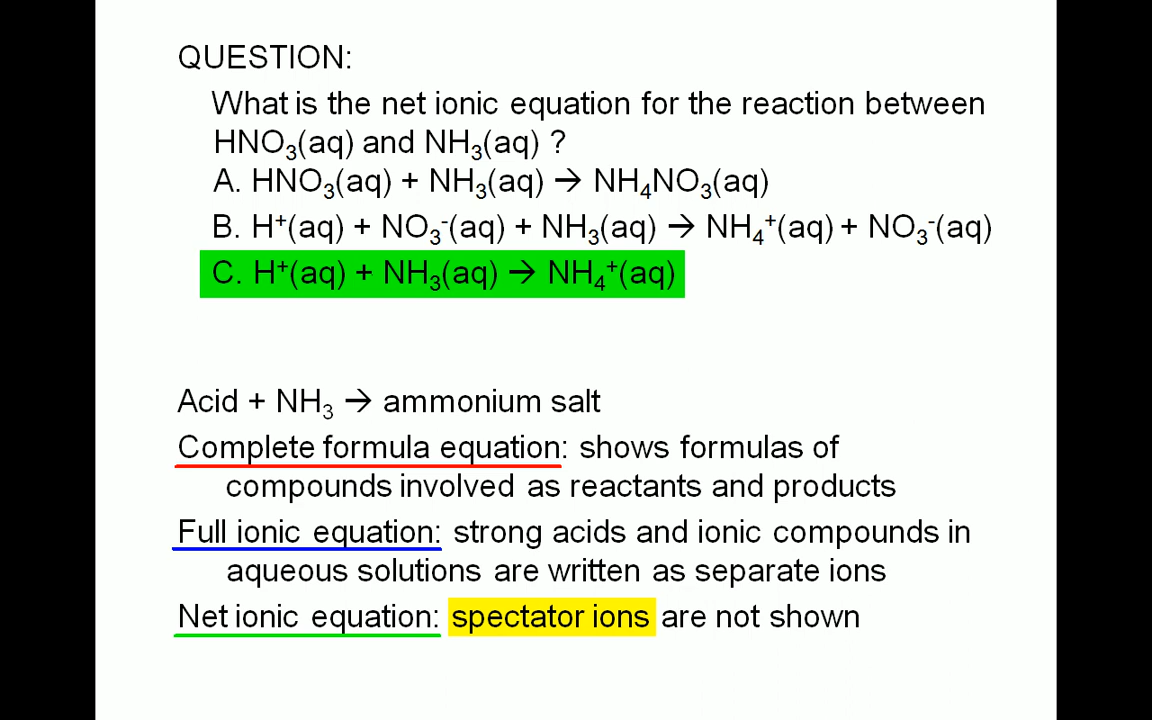 QUESTION:
What is the net ionic equation for the reaction between
HNO₃(aq) and NH₃(aq) ?
A. HNO₃(aq) + NH₃(aq) → NH₄NO₃(aq)
B. H⁺(aq) + NO₃⁻(aq) + NH₃(aq) → NH₄⁺(aq) + NO₃⁻(aq)
C. H⁺(aq) + NH₃(aq) → NH₄⁺(aq)
Acid + NH₃ → ammonium salt
Complete formula equation: shows formulas of
compounds involved as reactants and products
Full ionic equation: strong acids and ionic compounds in
aqueous solutions are written as separate ions
Net ionic equation: spectator ions are not shown